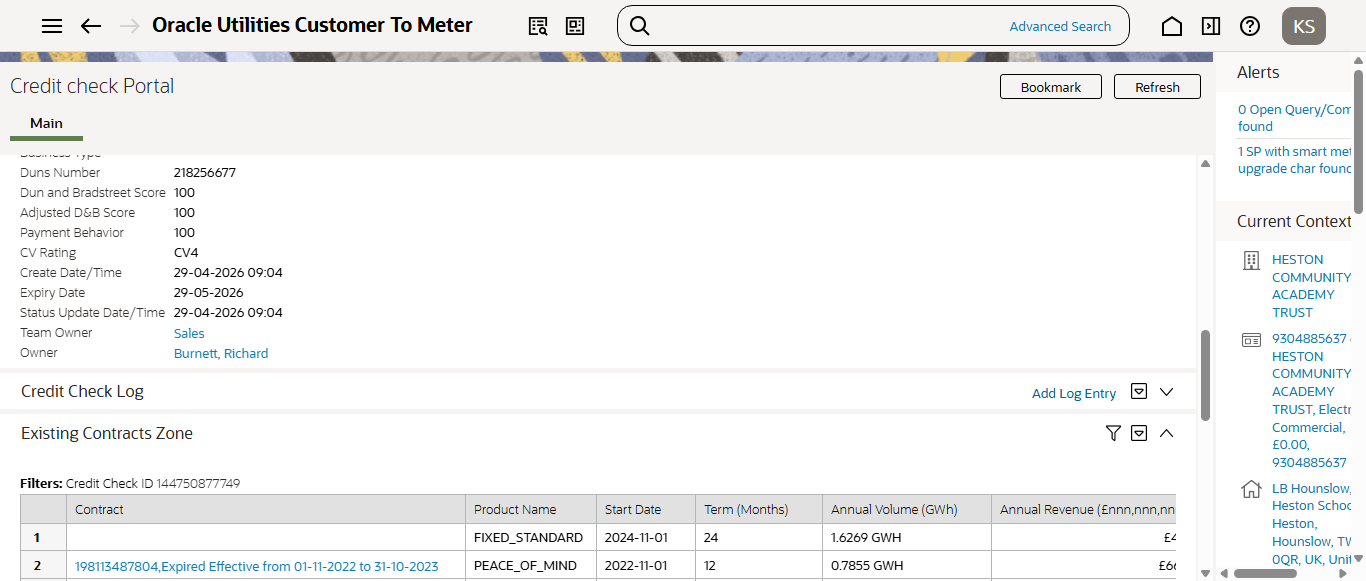 Oracle Utilities Customer To Meter
Advanced Search
KS
Credit check Portal
Bookmark
Refresh
Main
Duns Number 218256677
Dun and Bradstreet Score 100
Adjusted D&B Score 100
Payment Behavior 100
CV Rating CV4
Create Date/Time 29-04-2026 09:04
Expiry Date 29-05-2026
Status Update Date/Time 29-04-2026 09:04
Team Owner Sales
Owner Burnett, Richard
Credit Check Log
Add Log Entry
Existing Contracts Zone
Filters: Credit Check ID 144750877749
Contract Product Name Start Date Term (Months) Annual Volume (GWh) Annual Revenue (£nnn,nnn,nn
1 FIXED_STANDARD 2024-11-01 24 1.6269 GWH £4
2 198113487804,Expired Effective from 01-11-2022 to 31-10-2023 PEACE_OF_MIND 2022-11-01 12 0.7855 GWH £6
Alerts
0 Open Query/Com
found
1 SP with smart met
upgrade char found
Current Context
HESTON
COMMUNITY
ACADEMY
TRUST
9304885637
HESTON
COMMUNITY
ACADEMY
TRUST, Electr
Commercial,
£0.00,
9304885637
LB Hounslow,
Heston Schoo
Heston,
Hounslow, TW
0QR, UK, Unit